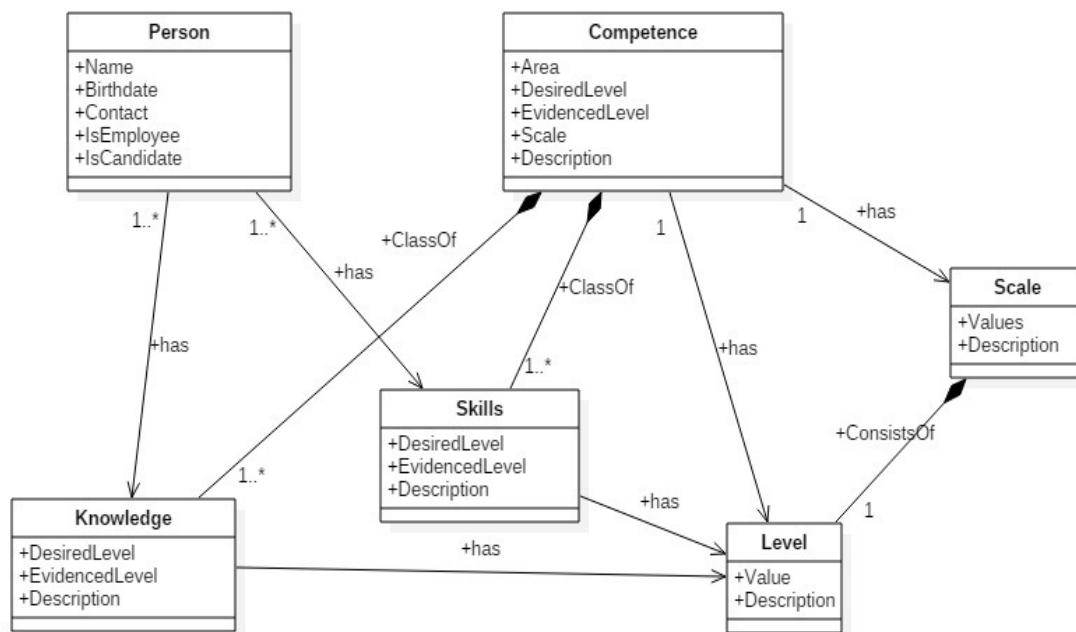 Person
+Name
+Birthdate
+Contact
+IsEmployee
+IsCandidate
Competence
+Area
+DesiredLevel
+EvidencedLevel
+Scale
+Description
1..*
1..*
1
1
+has
+ClassOf
+has
+ClassOf
+has
+has
Scale
+Values
+Description
1..*
Skills
+DesiredLevel
+EvidencedLevel
+Description
+ConsistsOf
1..*
+has
1
Knowledge
+DesiredLevel
+EvidencedLevel
+Description
+has
Level
+Value
+Description